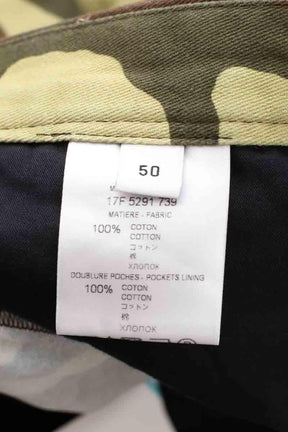 50
17F 5291 739
MATIERE - FABRIC
100% COTON
COTTON
コットン
棉
ХЛОПОК
DOUBLURE POCHES - POCKETS LINING
100% COTON
COTTON
コットン
棉
ХЛОПОК